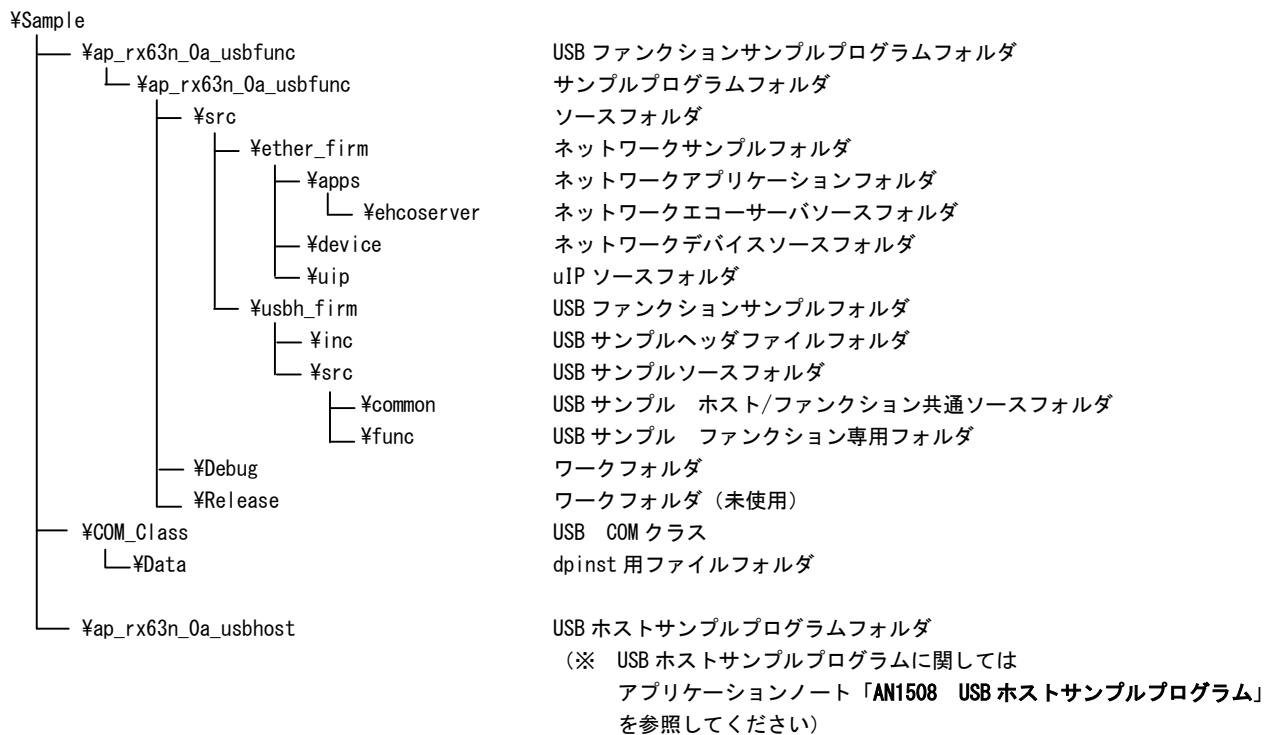 ¥Sample
¥ap_rx63n_0a_usbfunc USB ファンクションサンプルプログラムフォルダ
¥ap_rx63n_0a_usbfunc サンプルプログラムフォルダ
¥src ソースフォルダ
¥ether_firm ネットワークサンプルフォルダ
¥apps ネットワークアプリケーションフォルダ
¥ehcoserver ネットワークエコーサーバソースフォルダ
¥device ネットワークデバイスソースフォルダ
¥uip uIP ソースフォルダ
¥usbh_firm USB ファンクションサンプルフォルダ
¥inc USB サンプルヘッダファイルフォルダ
¥src USB サンプルソースフォルダ
¥common USB サンプル　ホスト/ファンクション共通ソースフォルダ
¥func USB サンプル　ファンクション専用フォルダ
¥Debug ワークフォルダ
¥Release ワークフォルダ（未使用）
¥COM_Class USB　COM クラス
¥Data dpinst 用ファイルフォルダ
¥ap_rx63n_0a_usbhost USB ホストサンプルプログラムフォルダ
（※　USB ホストサンプルプログラムに関しては
アプリケーションノート「AN1508　USB ホストサンプルプログラム」
を参照してください）